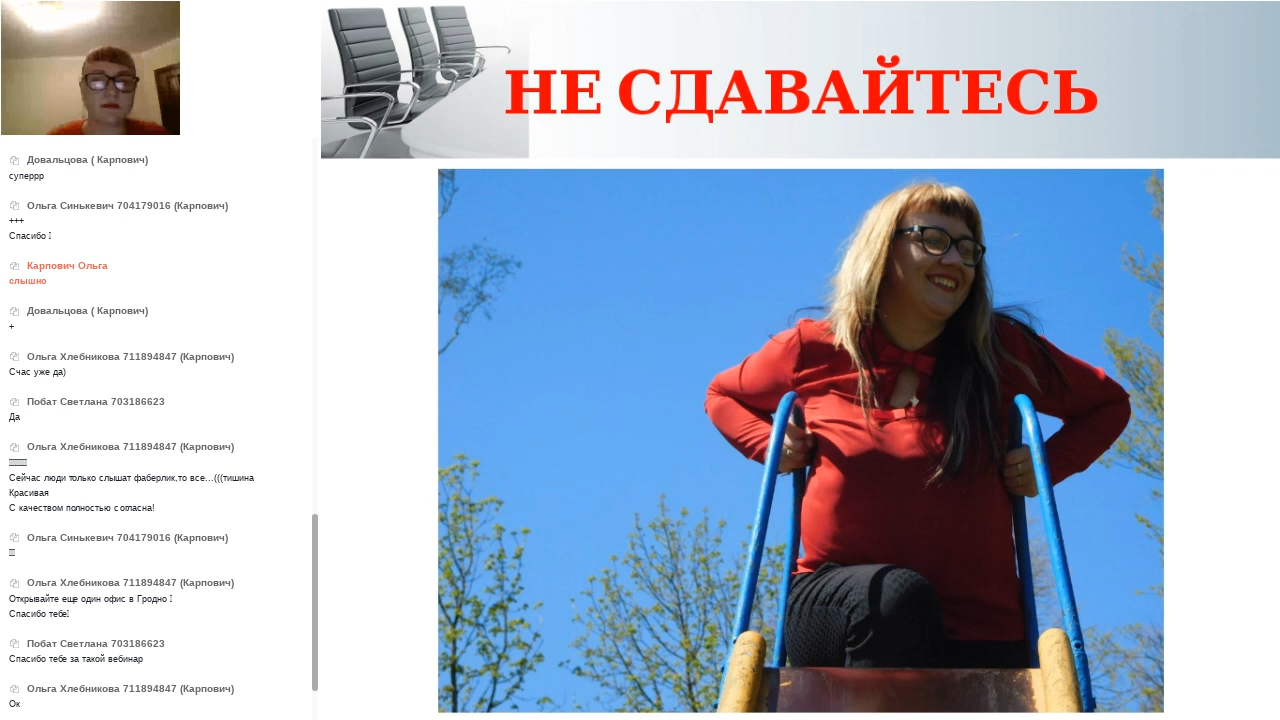 НЕ СДАВАЙТЕСЬ
Довальцова ( Карпович)
суперрр
Ольга Синькевич 704179016 (Карпович)
+++
Спасибо
Карпович Ольга
слышно
Довальцова ( Карпович)
+
Ольга Хлебникова 711894847 (Карпович)
Счас уже да)
Побат Светлана 703186623
Да
Ольга Хлебникова 711894847 (Карпович)
Сейчас люди только слышат фаберлик,то все...(((тишина
Красивая
С качеством полностью согласна!
Ольга Синькевич 704179016 (Карпович)
Ольга Хлебникова 711894847 (Карпович)
Открывайте еще один офис в Гродно
Спасибо тебе
Побат Светлана 703186623
Спасибо тебе за такой вебинар
Ольга Хлебникова 711894847 (Карпович)
Ок